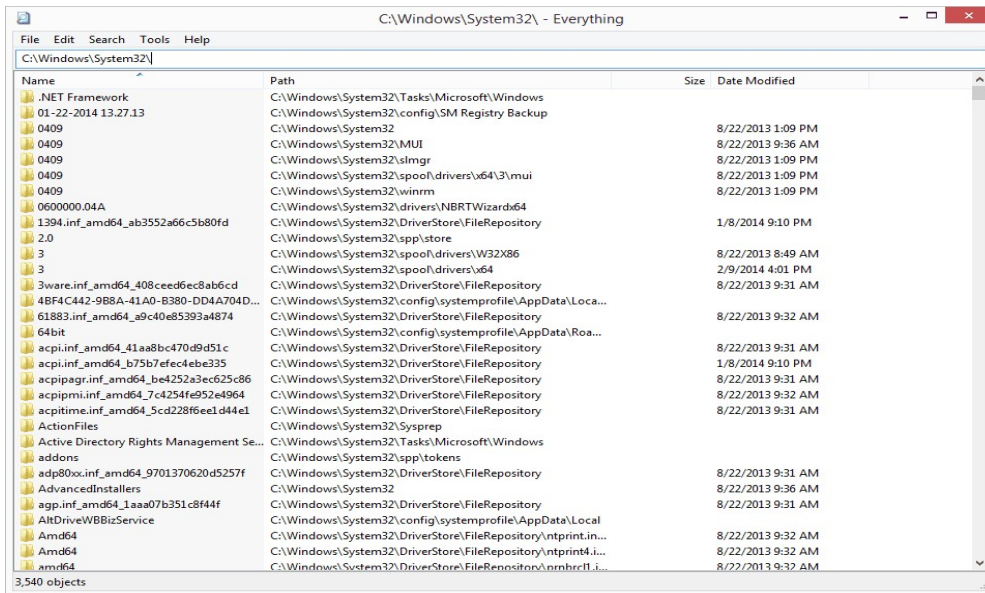 C:\Windows\System32\ - Everything
File Edit Search Tools Help
C:\Windows\System32\
Name Path Size Date Modified
.NET Framework C:\Windows\System32\Tasks\Microsoft\Windows
01-22-2014 13.27.13 C:\Windows\System32\config\SM Registry Backup
0409 C:\Windows\System32 8/22/2013 1:09 PM
0409 C:\Windows\System32\MUI 8/22/2013 9:36 AM
0409 C:\Windows\System32\slmgr 8/22/2013 1:09 PM
0409 C:\Windows\System32\spool\drivers\x64\3\mui 8/22/2013 1:09 PM
0409 C:\Windows\System32\winrm 8/22/2013 1:09 PM
0600000.04A C:\Windows\System32\drivers\NBRTWizardx64
1394.inf_amd64_ab3552a66c5b80fd C:\Windows\System32\DriverStore\FileRepository 1/8/2014 9:10 PM
2.0 C:\Windows\System32\spp\store
3 C:\Windows\System32\spool\drivers\W32X86 8/22/2013 8:49 AM
3 C:\Windows\System32\spool\drivers\x64 2/9/2014 4:01 PM
3ware.inf_amd64_408ceed6ec8ab6cd C:\Windows\System32\DriverStore\FileRepository 8/22/2013 9:31 AM
4BF4C442-9B8A-41A0-B380-DD4A704D... C:\Windows\System32\config\systemprofile\AppData\Loca...
61883.inf_amd64_a9c40e85393a4874 C:\Windows\System32\DriverStore\FileRepository 8/22/2013 9:32 AM
64bit C:\Windows\System32\config\systemprofile\AppData\Roa...
acpi.inf_amd64_41aa8bc470d9d51c C:\Windows\System32\DriverStore\FileRepository 8/22/2013 9:31 AM
acpi.inf_amd64_b75b7efec4ebe335 C:\Windows\System32\DriverStore\FileRepository 1/8/2014 9:10 PM
acpipagr.inf_amd64_be4252a3ec625c86 C:\Windows\System32\DriverStore\FileRepository 8/22/2013 9:31 AM
acpipmi.inf_amd64_7c4254fe952e4964 C:\Windows\System32\DriverStore\FileRepository 8/22/2013 9:32 AM
acpitime.inf_amd64_5cd228f6ee1d44e1 C:\Windows\System32\DriverStore\FileRepository 8/22/2013 9:31 AM
ActionFiles C:\Windows\System32\Sysprep
Active Directory Rights Management Se... C:\Windows\System32\Tasks\Microsoft\Windows
addons C:\Windows\System32\spp\tokens
adp80xx.inf_amd64_9701370620d5257f C:\Windows\System32\DriverStore\FileRepository 8/22/2013 9:31 AM
AdvancedInstallers C:\Windows\System32 8/22/2013 9:36 AM
agp.inf_amd64_1aaa07b351c8f44f C:\Windows\System32\DriverStore\FileRepository 8/22/2013 9:31 AM
AltDriveWBBizService C:\Windows\System32\config\systemprofile\AppData\Local
Amd64 C:\Windows\System32\DriverStore\FileRepository\ntprint.in... 8/22/2013 9:32 AM
Amd64 C:\Windows\System32\DriverStore\FileRepository\ntprint4.i... 8/22/2013 9:32 AM
amd64 C:\Windows\System32\DriverStore\FileRepository\prnbrcl1.i... 8/22/2013 9:32 AM
3,540 objects